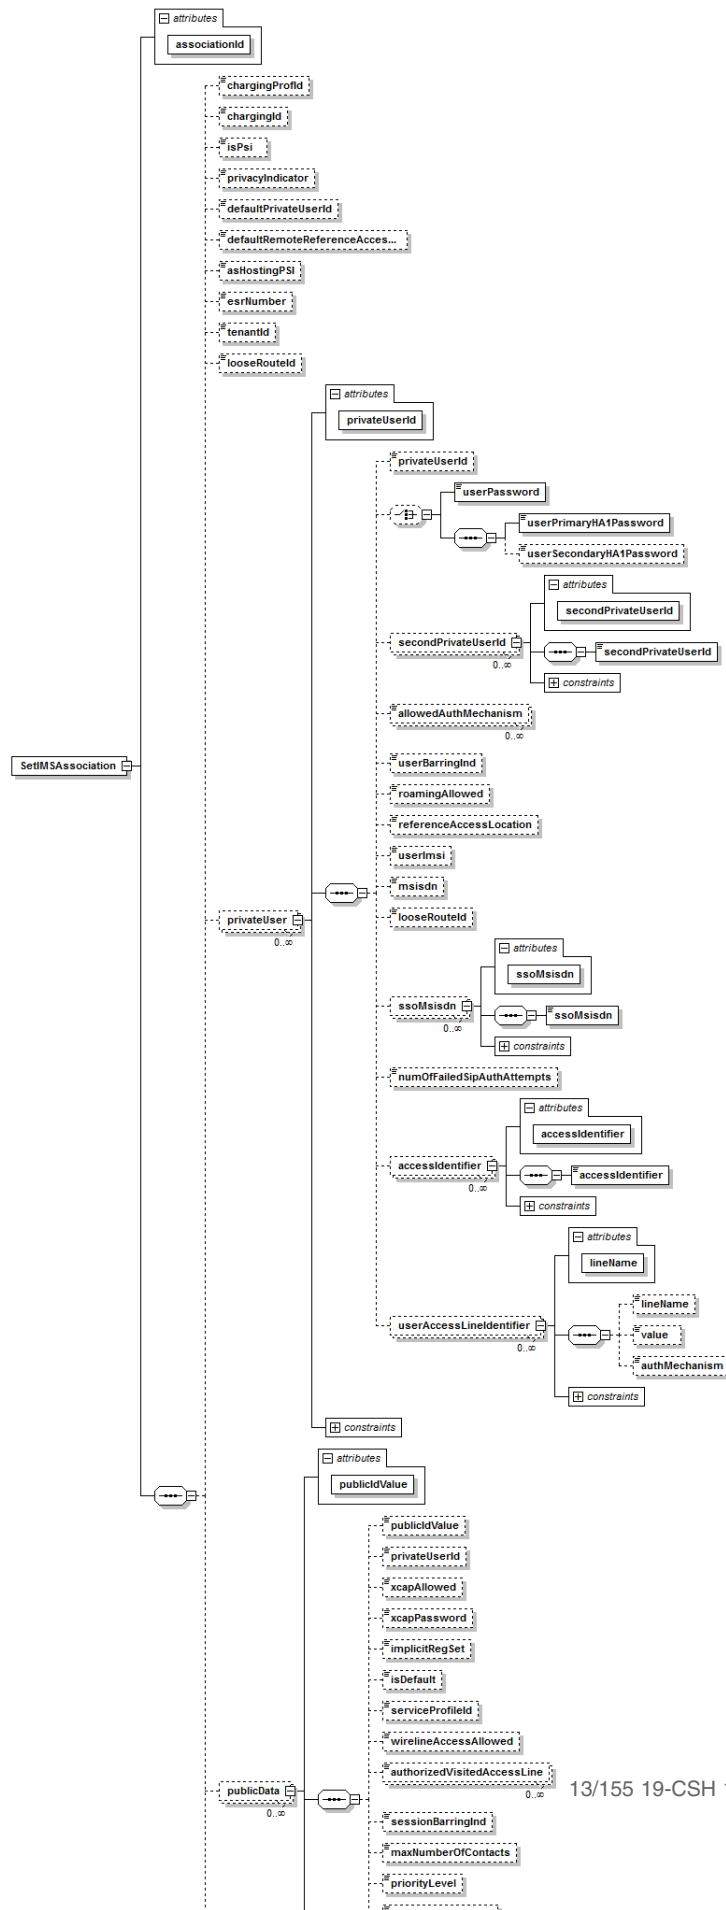 attributes
associationId
chargingProfId
chargingId
isPsi
privacyIndicator
defaultPrivateUserId
defaultRemoteReferenceAcces...
asHostingPSI
esrNumber
tenantId
looseRouteId
attributes
privateUserId
privateUserId
userPassword
userPrimaryHA1Password
userSecondaryHA1Password
attributes
secondPrivateUserId
secondPrivateUserId
0..∞
secondPrivateUserId
constraints
allowedAuthMechanism
0..∞
SetIMSAssociation
userBarringInd
roamingAllowed
referenceAccessLocation
userImsi
msisdn
looseRouteId
privateUser
0..∞
attributes
ssoMsisdn
ssoMsisdn
0..∞
ssoMsisdn
constraints
numOfFailedSipAuthAttempts
attributes
accessIdentifier
accessIdentifier
0..∞
accessIdentifier
constraints
attributes
lineName
userAccessLineIdentifier
0..∞
lineName
value
authMechanism
constraints
constraints
attributes
publicIdValue
publicIdValue
privateUserId
xcapAllowed
xcapPassword
implicitRegSet
isDefault
serviceProfileId
wirelineAccessAllowed
authorizedVisitedAccessLine
0..∞
publicData
0..∞
13/155 19-CSH
sessionBarringInd
maxNumberOfContacts
priorityLevel